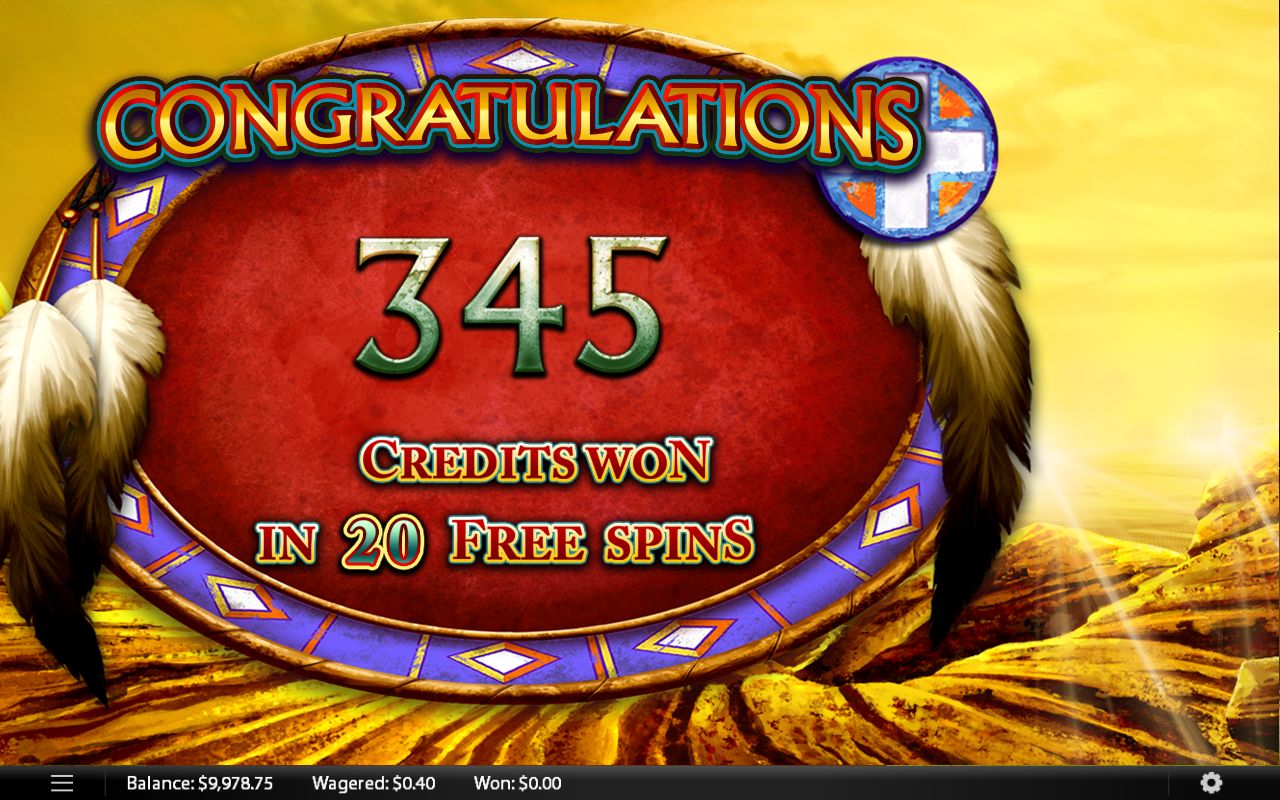 CONGRATULATIONS
345
CREDITS WON
IN 20 FREE SPINS
Balance: $9,978.75 Wagered: $0.40 Won: $0.00